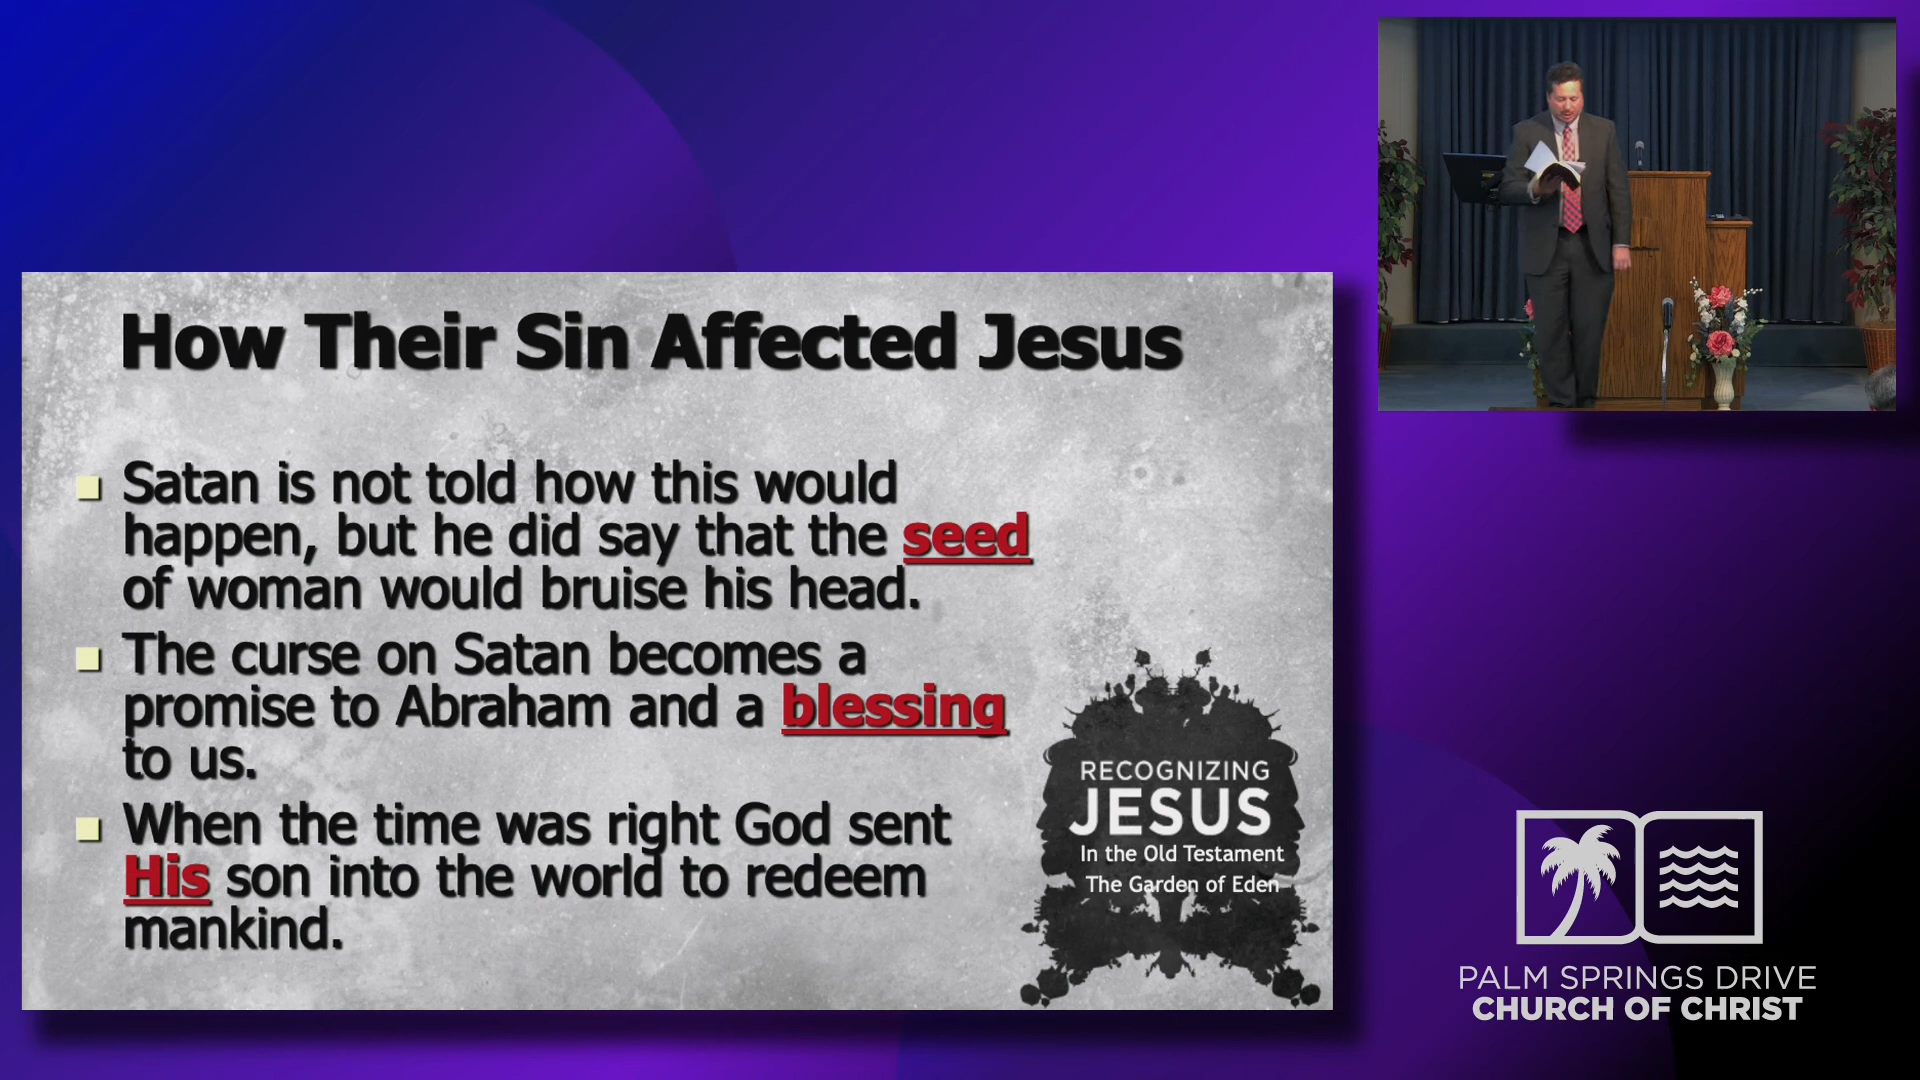 How Their Sin Affected Jesus
Satan is not told how this would
happen, but he did say that the seed
of woman would bruise his head.
The curse on Satan becomes a
promise to Abraham and a blessing
to us.
When the time was right God sent
His son into the world to redeem
mankind.
RECOGNIZING
JESUS
In the Old Testament
The Garden of Eden
PALM SPRINGS DRIVE
CHURCH OF CHRIST